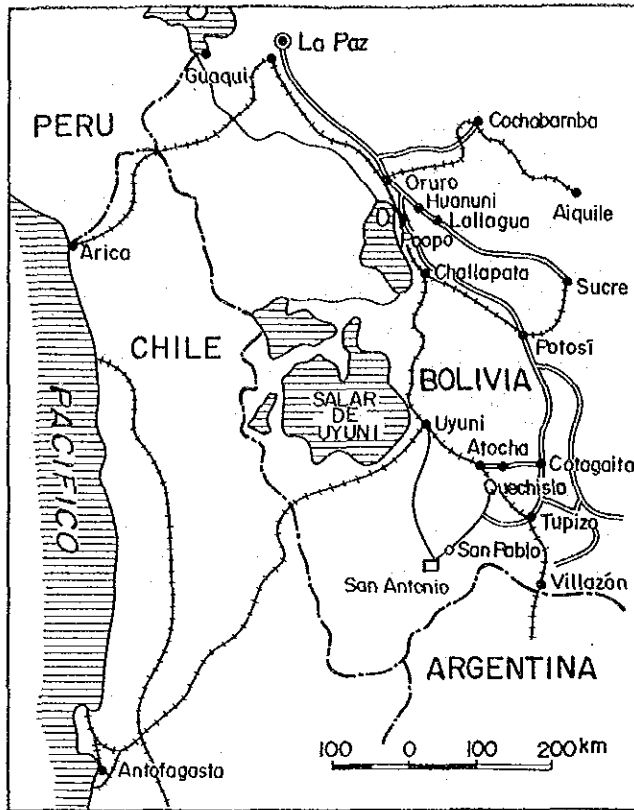 La Paz
Guaqui
PERU
Cochabamba
Oruro
Huanuni
Lallagua
Aiquile
Poopó
Arica
Challapata
Sucre
CHILE
Potosí
BOLIVIA
PACIFICO
SALAR
DE
UYUNI
Uyuni
Atocha
Cotagaita
Quechisla
Tupiza
San Pablo
San Antonio
Villazón
ARGENTINA
100 0 100 200 km
Antofagasta